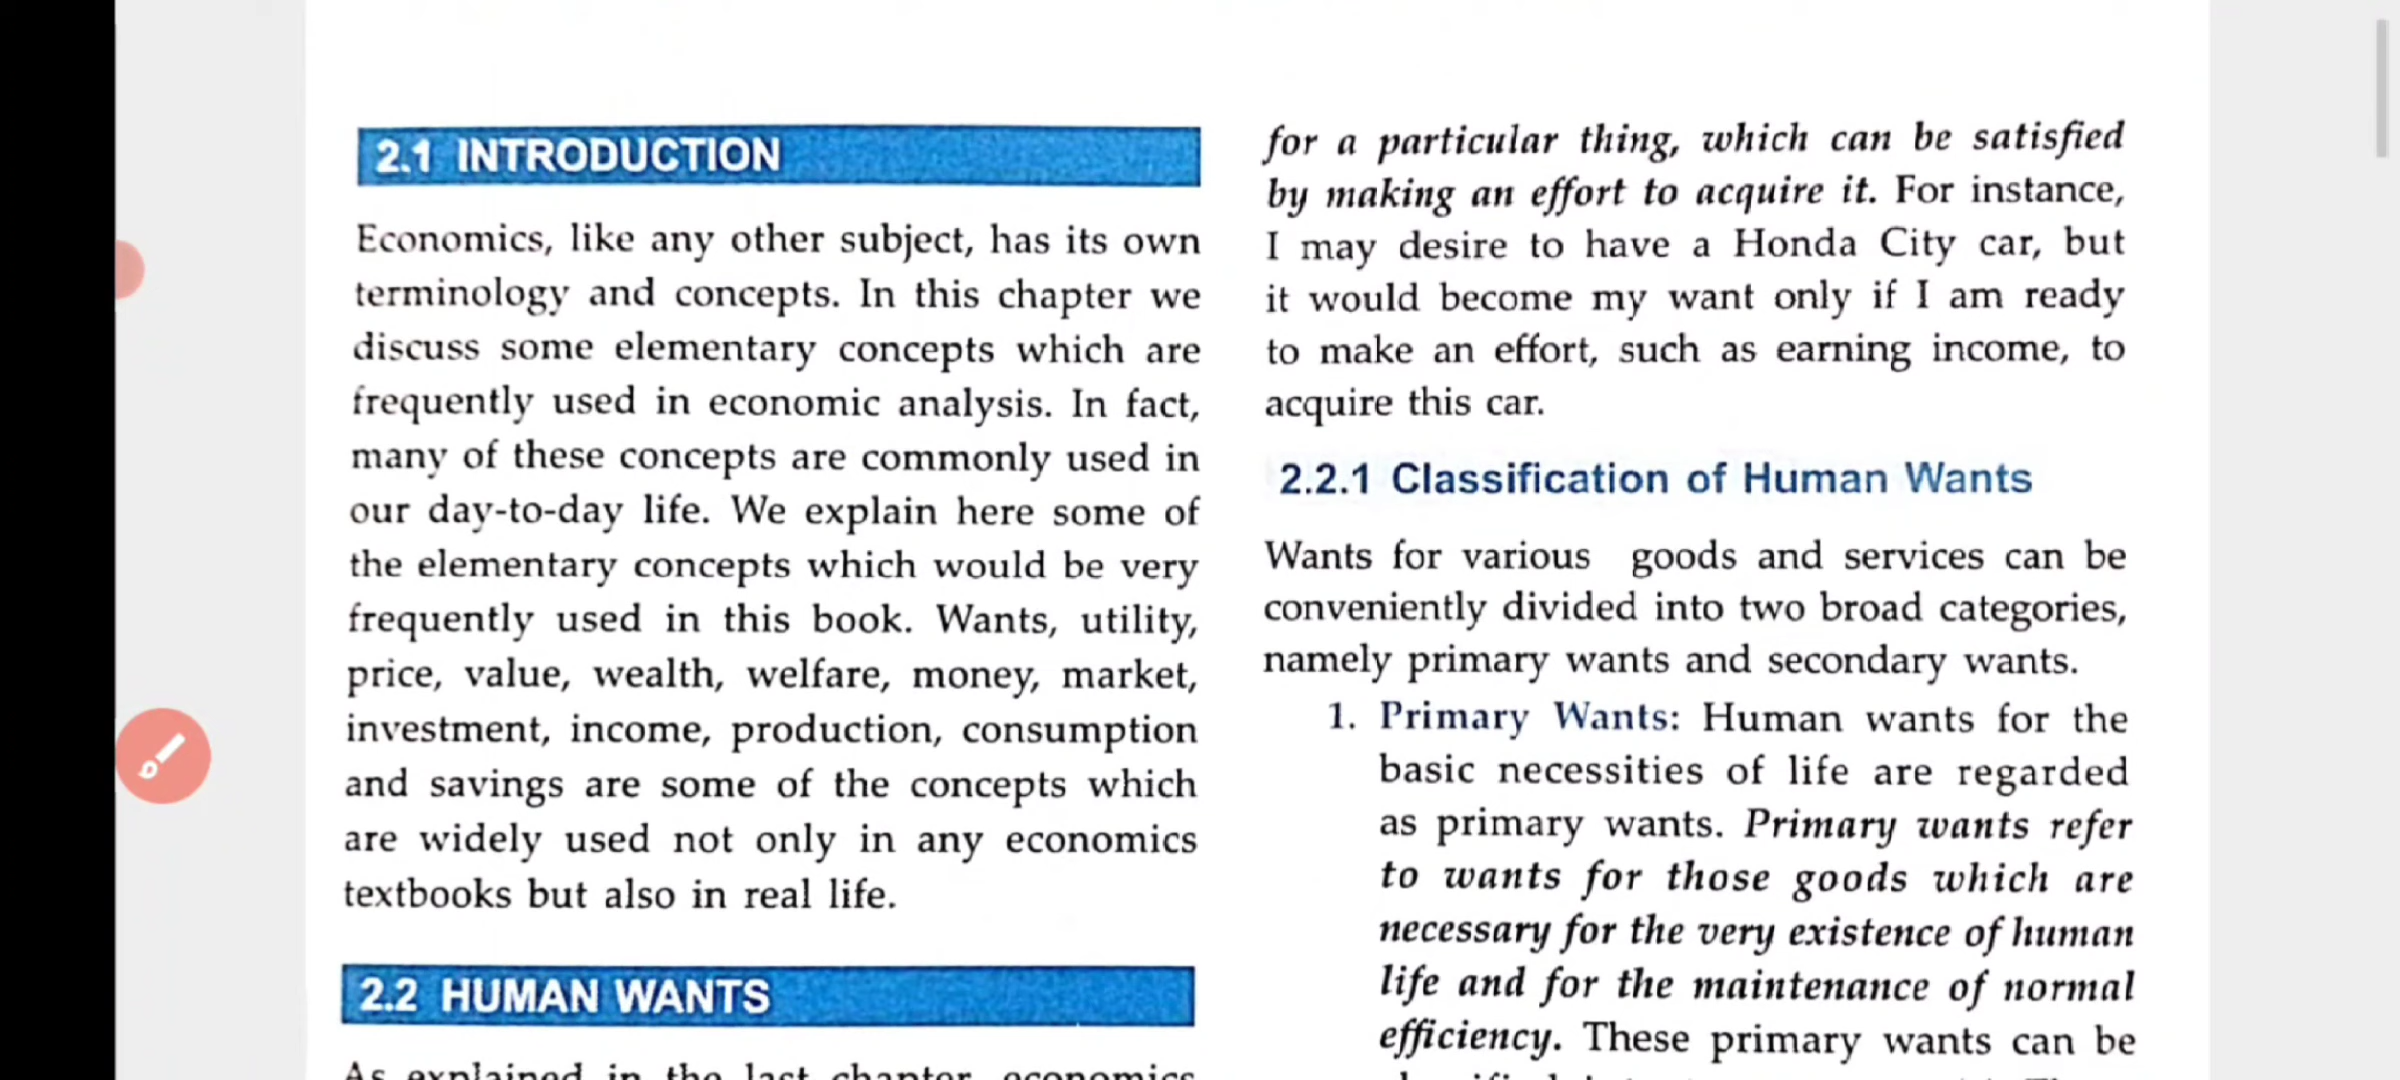 2.1 INTRODUCTION
Economics, like any other subject, has its own
terminology and concepts. In this chapter we
discuss some elementary concepts which are
frequently used in economic analysis. In fact,
many of these concepts are commonly used in
our day-to-day life. We explain here some of
the elementary concepts which would be very
frequently used in this book. Wants, utility,
price, value, wealth, welfare, money, market,
investment, income, production, consumption
and savings are some of the concepts which
are widely used not only in any economics
textbooks but also in real life.
2.2 HUMAN WANTS
As explained in the last chapter, economics
for a particular thing, which can be satisfied
by making an effort to acquire it. For instance,
I may desire to have a Honda City car, but
it would become my want only if I am ready
to make an effort, such as earning income, to
acquire this car.
2.2.1 Classification of Human Wants
Wants for various goods and services can be
conveniently divided into two broad categories,
namely primary wants and secondary wants.
1. Primary Wants: Human wants for the
basic necessities of life are regarded
as primary wants. Primary wants refer
to wants for those goods which are
necessary for the very existence of human
life and for the maintenance of normal
efficiency. These primary wants can be